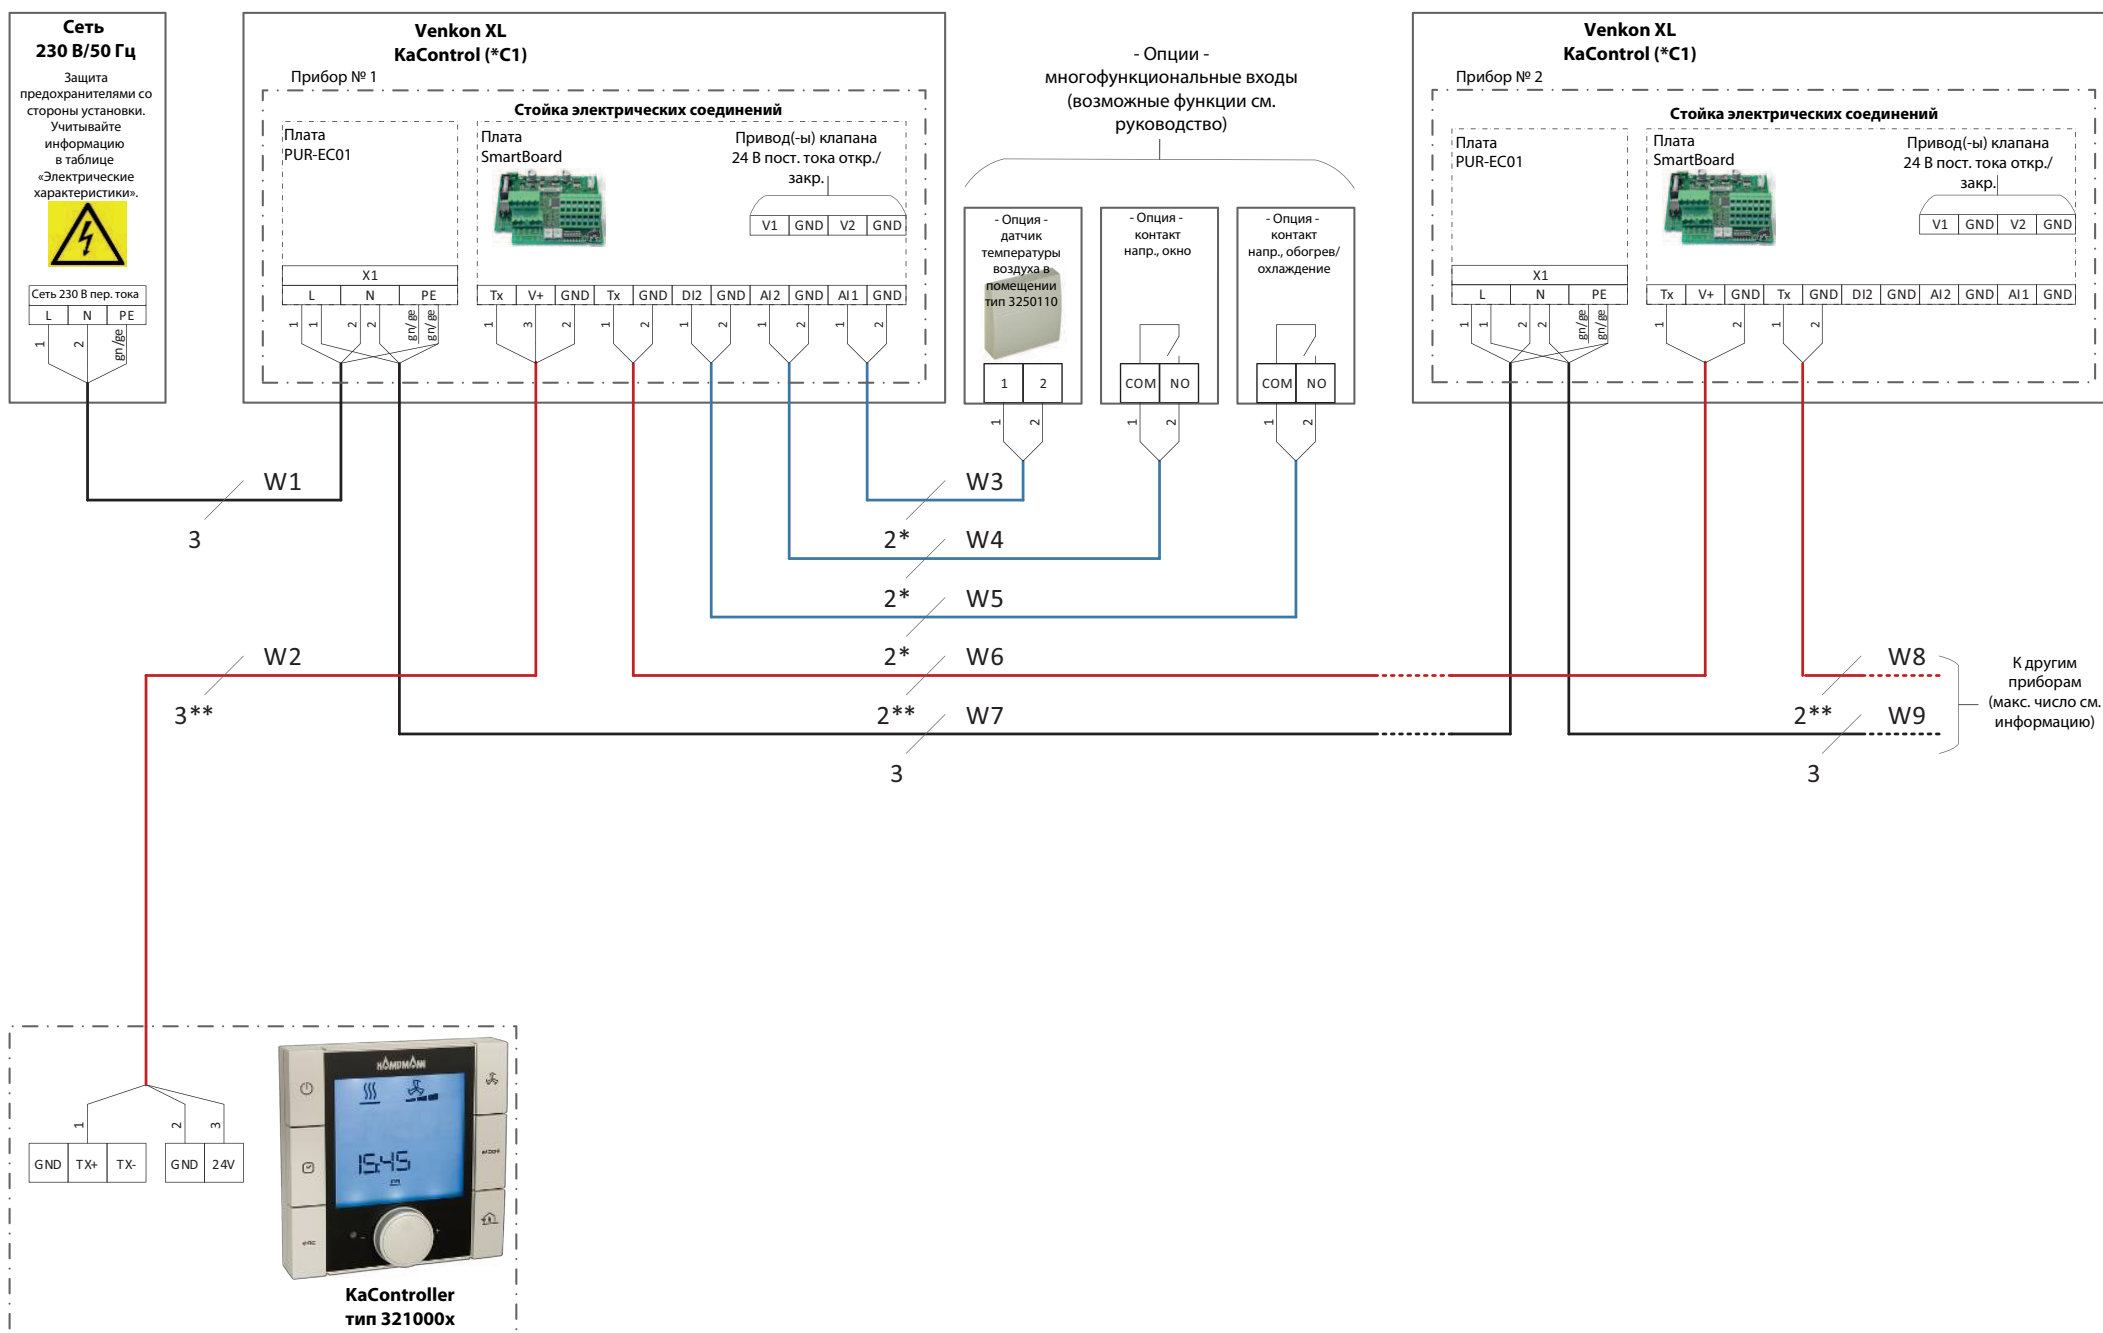 Сеть
230 В/50 Гц
Защита
предохранителями со
стороны установки.
Учитывайте
информацию
в таблице
«Электрические
характеристики».
Сеть 230 В пер. тока
L N PE
1 2 gn/ge
Venkon XL
KaControl (*C1)
Прибор № 1
Стойка электрических соединений
Плата
PUR-EC01
X1
L N PE
1 1 2 2 gn/ge gn/ge
Плата
SmartBoard
Привод(-ы) клапана
24 В пост. тока откр./
закр.
V1 GND V2 GND
Tx V+ GND Tx GND DI2 GND AI2 GND AI1 GND
1 3 2 1 2 1 2 1 2 1 2
- Опции -
многофункциональные входы
(возможные функции см.
руководство)
- Опция -
датчик
температуры
воздуха в
помещении
тип 3250110
1 2
1 2
- Опция -
контакт
напр., окно
COM NO
1 2
- Опция -
контакт
напр., обогрев/
охлаждение
COM NO
1 2
Venkon XL
KaControl (*C1)
Прибор № 2
Стойка электрических соединений
Плата
PUR-EC01
X1
L N PE
1 1 2 2 gn/ge gn/ge
Плата
SmartBoard
Привод(-ы) клапана
24 В пост. тока откр./
закр.
V1 GND V2 GND
Tx V+ GND Tx GND DI2 GND AI2 GND AI1 GND
1 2 1 2
W1
3
W3
2*
W4
2*
W5
2*
W6
2**
W7
3
W2
3**
W8
2**
W9
3
К другим
приборам
(макс. число см.
информацию)
1 2 3
GND TX+ TX- GND 24V
KAMPMANN
15:45
esc
KaController
тип 321000x